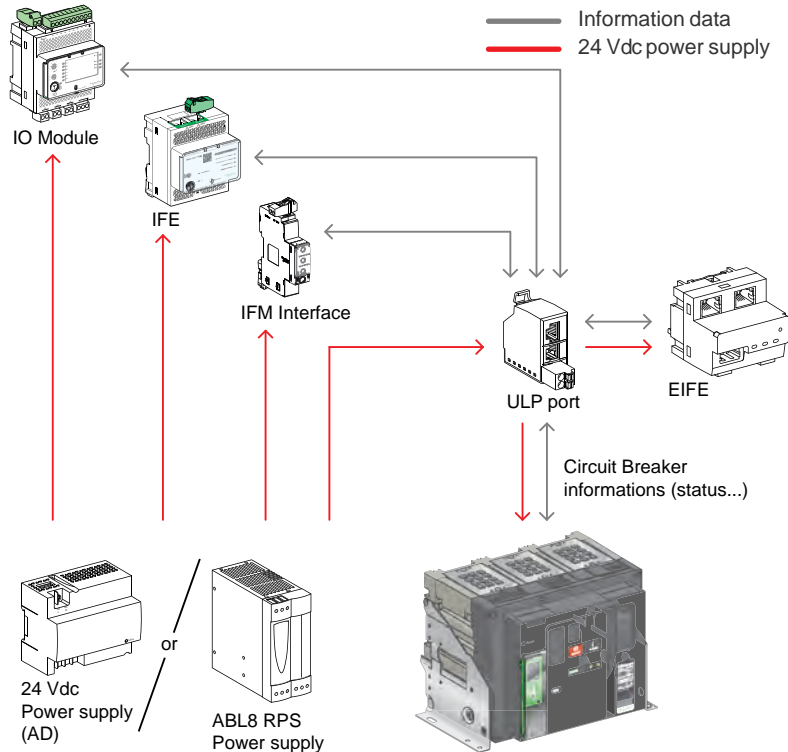 Information data
24 Vdc power supply
IO Module
IFE
IFM Interface
ULP port
EIFE
Circuit Breaker
informations (status...)
or
24 Vdc
Power supply
(AD)
ABL8 RPS
Power supply